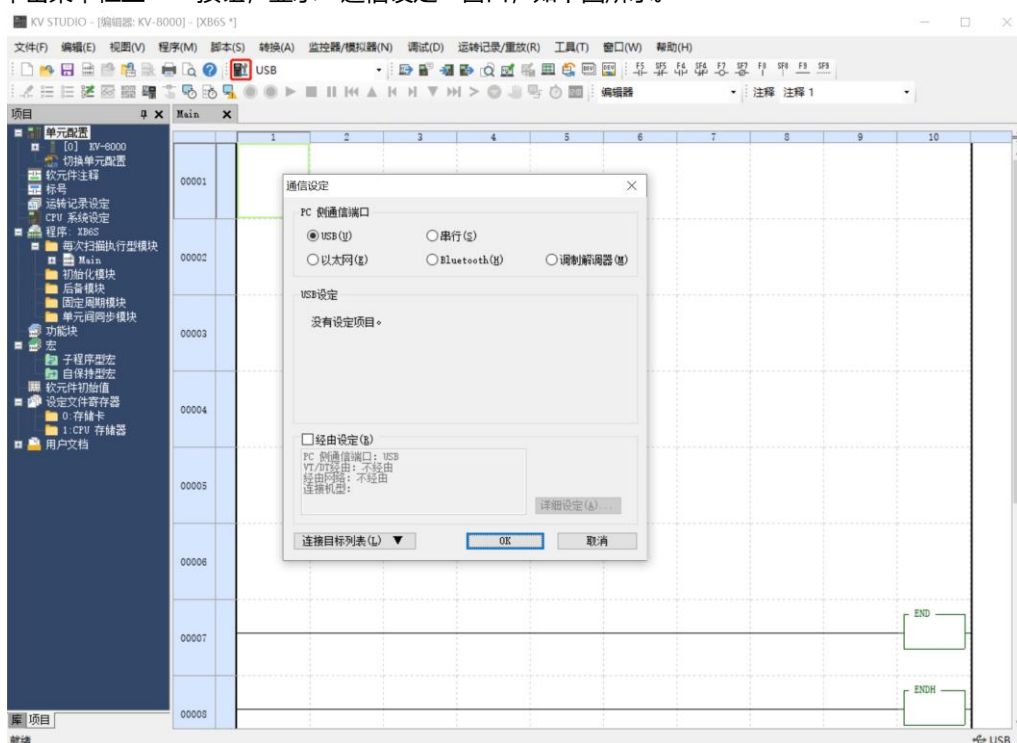 KV STUDIO - [编辑器: KV-8000] - [XB6S *]
文件(F) 编辑(E) 视图(V) 程序(M) 脚本(S) 转换(A) 监控器/模拟器(N) 调试(D) 运转记录/重放(R) 工具(T) 窗口(W) 帮助(H)
USB
F5 SF5 F4 SF4 F7 SF7 F8 SF8 F9 SF9
编辑器 注释 注释 1
项目 Main
1 2 3 4 5 6 7 8 9 10
单元配置
[0] KV-8000
切换单元配置
软元件注释
标号
运转记录设定
CPU 系统设定
程序: XB6S
每次扫描执行型模块
Main
初始化模块
后备模块
固定周期模块
单元间同步模块
功能块
宏
子程序型宏
自保持型宏
软元件初始值
设定文件寄存器
0:存储卡
1:CPU 存储器
用户文档
00001
00002
00003
00004
00005
00006
00007
00008
通信设定
PC 侧通信端口
USB(U) 串行(S)
以太网(E) Bluetooth(H) 调制解调器(M)
USB设定
没有设定项目。
经由设定(R)
PC 侧通信端口: USB
VT/DT经由: 不经由
经由网络: 不经由
连接机型:
详细设定(A)...
连接目标列表(L) ▼ OK 取消
END
ENDH
库 项目
就绪 USB